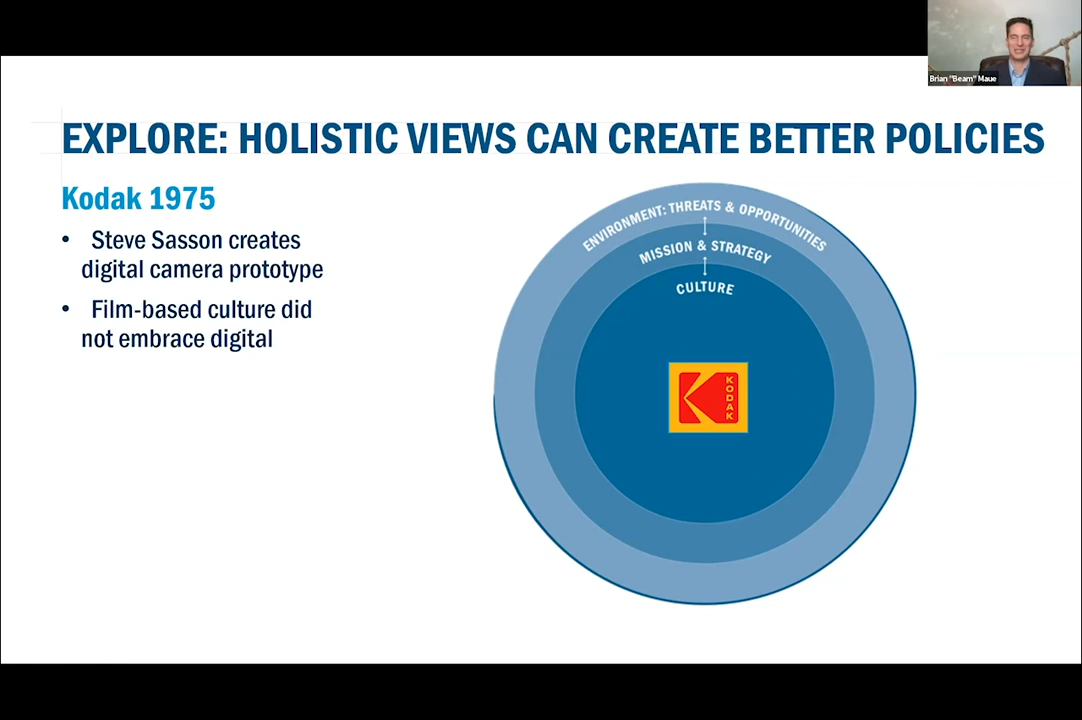 Brian "Beam" Maue
EXPLORE: HOLISTIC VIEWS CAN CREATE BETTER POLICIES
Kodak 1975
• Steve Sasson creates
digital camera prototype
• Film-based culture did
not embrace digital
ENVIRONMENT: THREATS & OPPORTUNITIES
MISSION & STRATEGY
CULTURE
KODAK